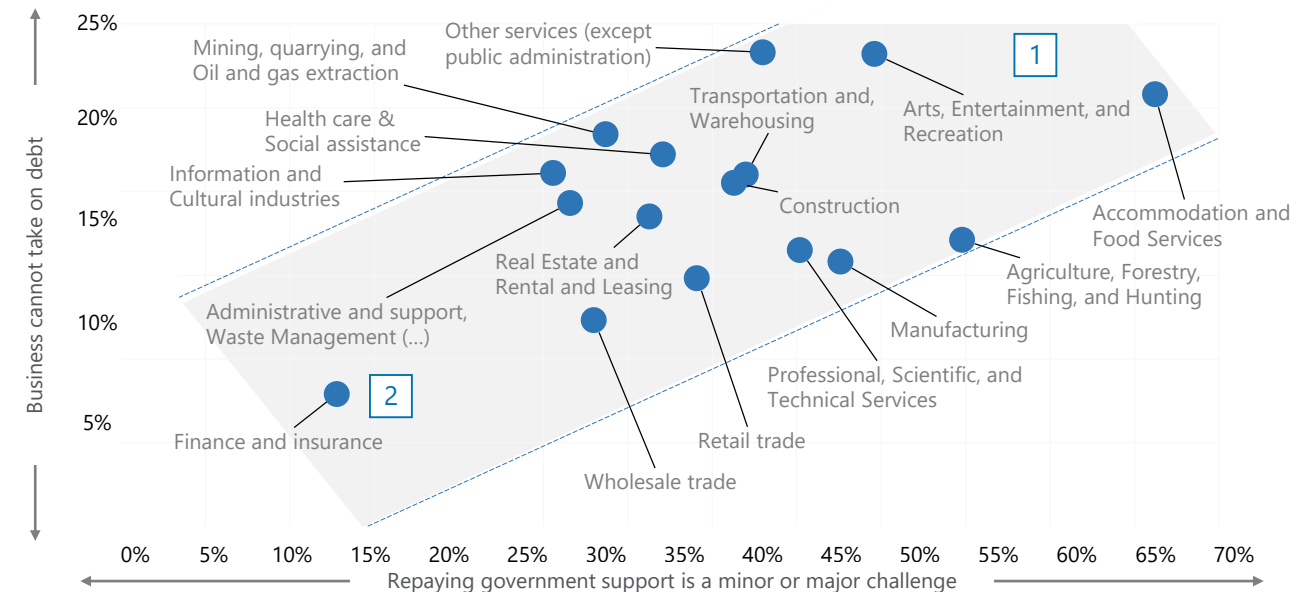 25%
Other services (except
public administration)
Mining, quarrying, and
Oil and gas extraction
1
Transportation and,
Warehousing
Arts, Entertainment, and
Recreation
20%
Health care &
Social assistance
Information and
Cultural industries
Construction
15%
Accommodation and
Food Services
Real Estate and
Rental and Leasing
Agriculture, Forestry,
Fishing, and Hunting
Administrative and support,
Waste Management (...)
10%
Manufacturing
Professional, Scientific, and
Technical Services
2
5%
Finance and insurance
Retail trade
Wholesale trade
Business cannot take on debt
0%
5%
10%
15%
20%
25%
30%
35%
40%
45%
50%
55%
60%
65%
70%
Repaying government support is a minor or major challenge